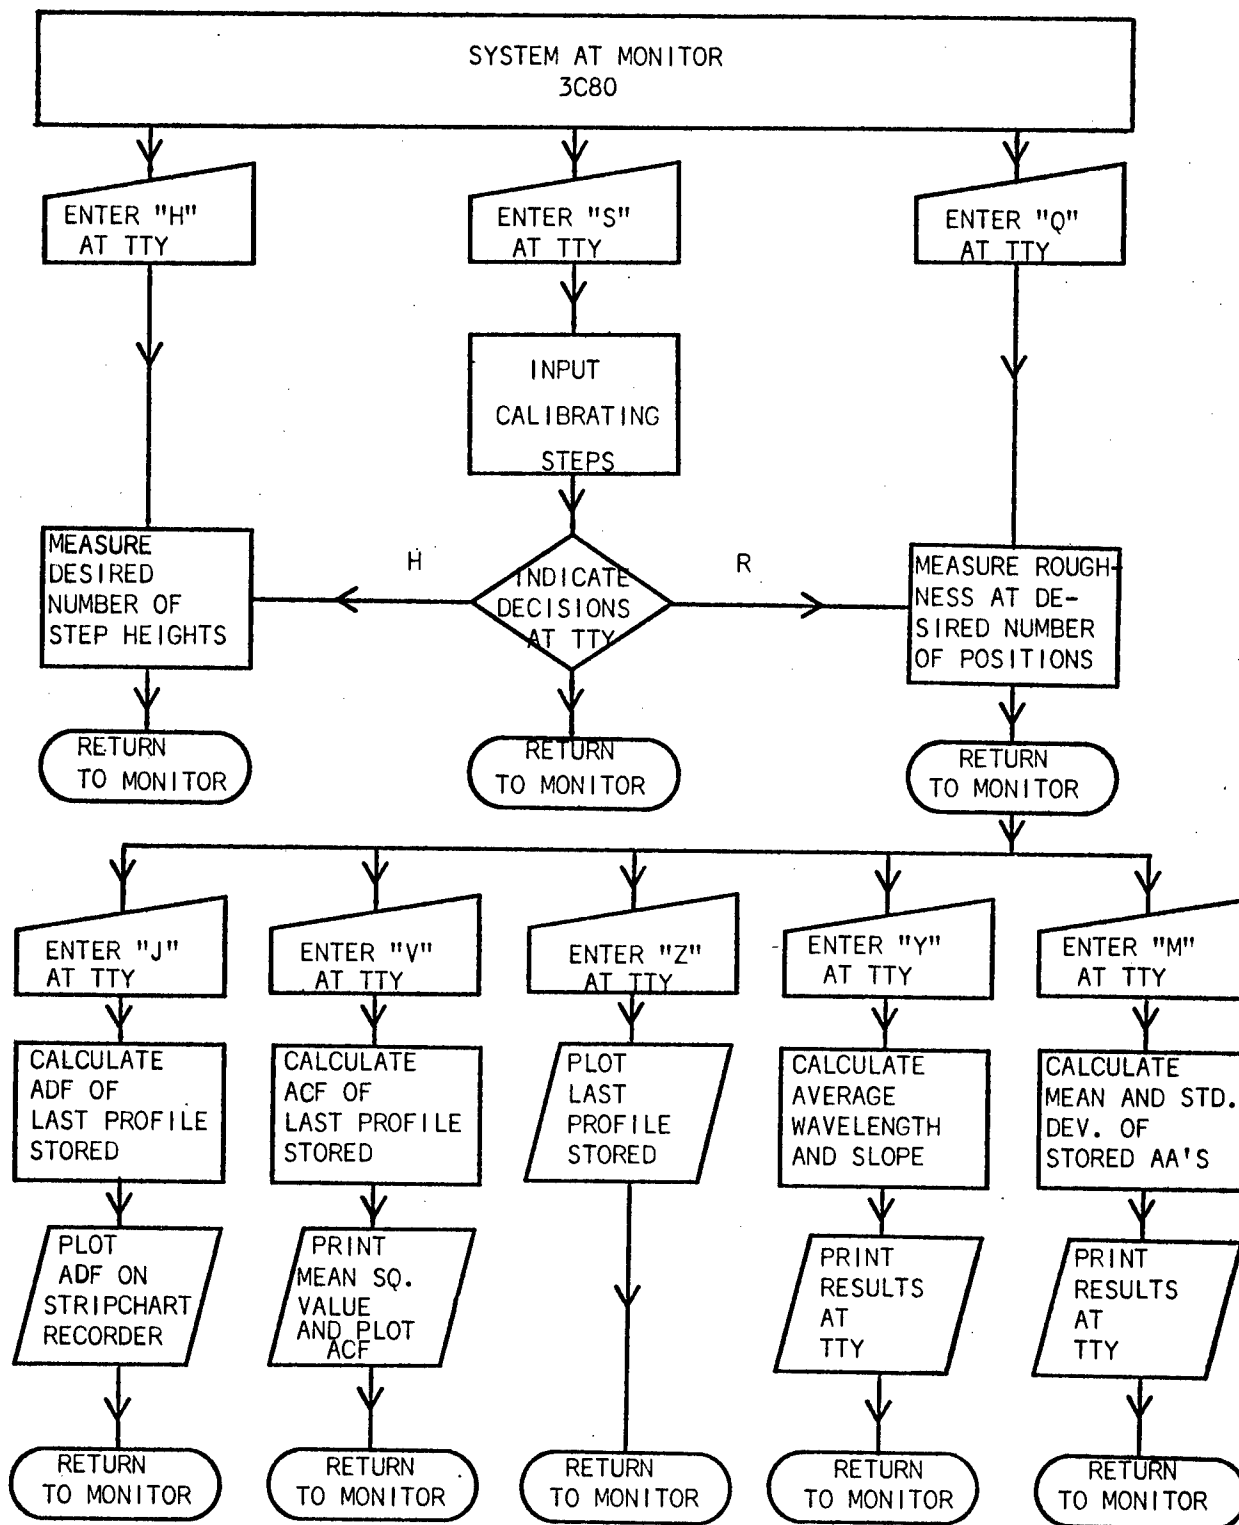 SYSTEM AT MONITOR
3C80
ENTER "H"
AT TTY
ENTER "S"
AT TTY
ENTER "Q"
AT TTY
INPUT
CALIBRATING
STEPS
MEASURE
DESIRED
NUMBER OF
STEP HEIGHTS
H
INDICATE
DECISIONS
AT TTY
R
MEASURE ROUGH-
NESS AT DE-
SIRED NUMBER
OF POSITIONS
RETURN
TO MONITOR
RETURN
TO MONITOR
RETURN
TO MONITOR
ENTER "J"
AT TTY
ENTER "V"
AT TTY
ENTER "Z"
AT TTY
ENTER "Y"
AT TTY
ENTER "M"
AT TTY
CALCULATE
ADF OF
LAST PROFILE
STORED
CALCULATE
ACF OF
LAST PROFILE
STORED
PLOT
LAST
PROFILE
STORED
CALCULATE
AVERAGE
WAVELENGTH
AND SLOPE
CALCULATE
MEAN AND STD.
DEV. OF
STORED AA'S
PLOT
ADF ON
STRIPCHART
RECORDER
PRINT
MEAN SQ.
VALUE
AND PLOT
ACF
PRINT
RESULTS
AT
TTY
PRINT
RESULTS
AT
TTY
RETURN
TO MONITOR
RETURN
TO MONITOR
RETURN
TO MONITOR
RETURN
TO MONITOR
RETURN
TO MONITOR